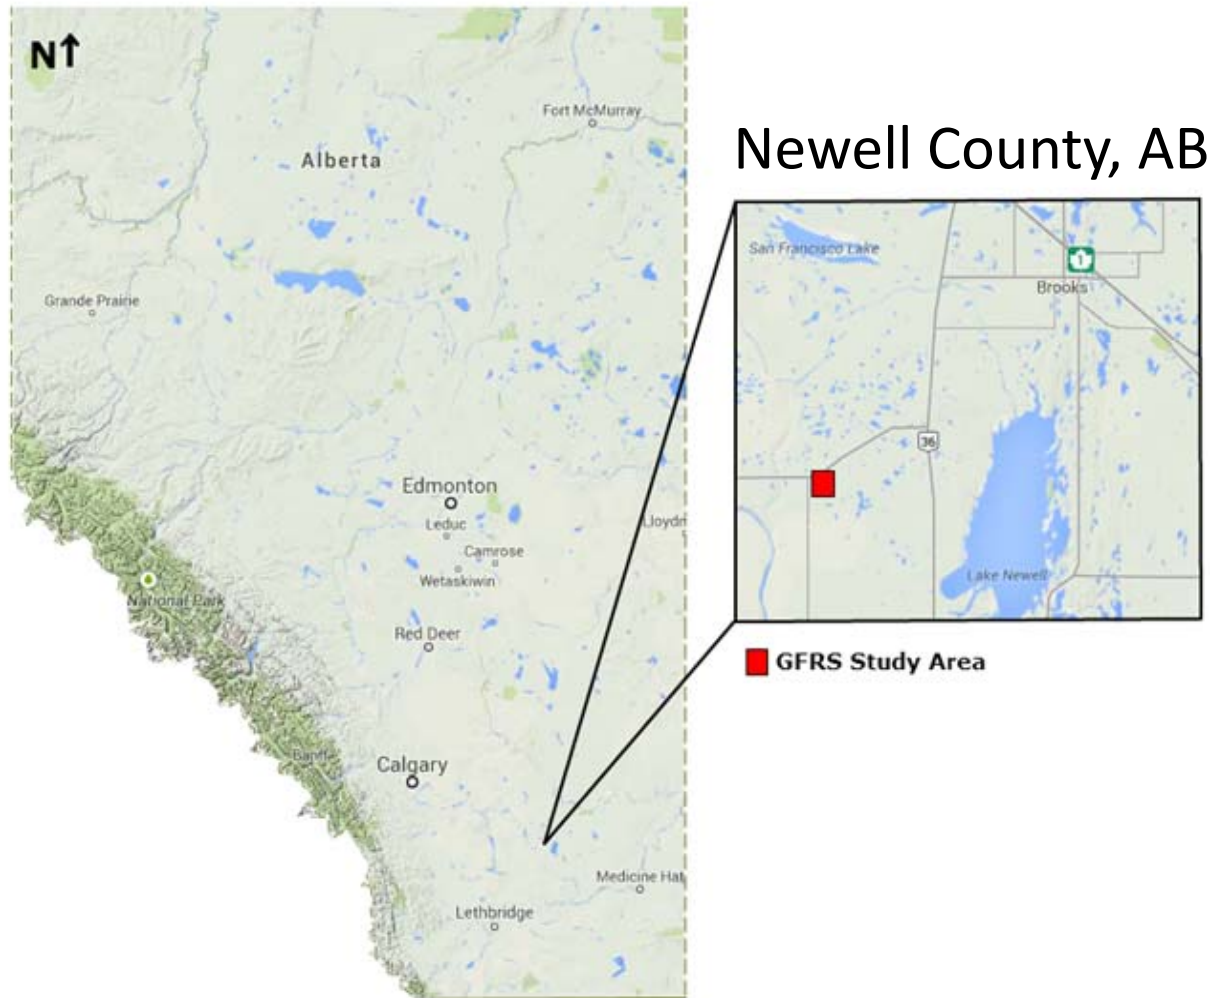 N↑
Fort McMurray
Alberta
Grande Prairie
Edmonton
Leduc
Camrose
Wetaskiwin
Lloydm
National Park
Red Deer
Banff
Calgary
Medicine Hat
Lethbridge
Newell County, AB
San Francisco Lake
1
Brooks
36
Lake Newell
GFRS Study Area